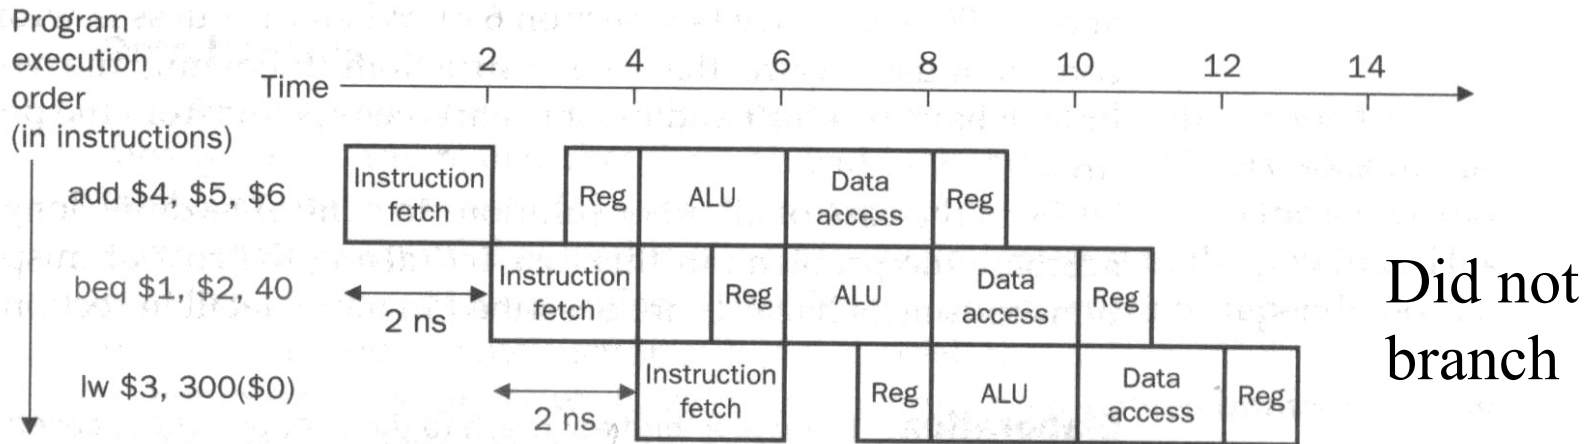 Program
execution
order
(in instructions)
Time
2 4 6 8 10 12 14
add $4, $5, $6
Instruction
fetch
Reg
ALU
Data
access
Reg
beq $1, $2, 40
2 ns
Instruction
fetch
Reg
ALU
Data
access
Reg
lw $3, 300($0)
2 ns
Instruction
fetch
Reg
ALU
Data
access
Reg
Did not
branch